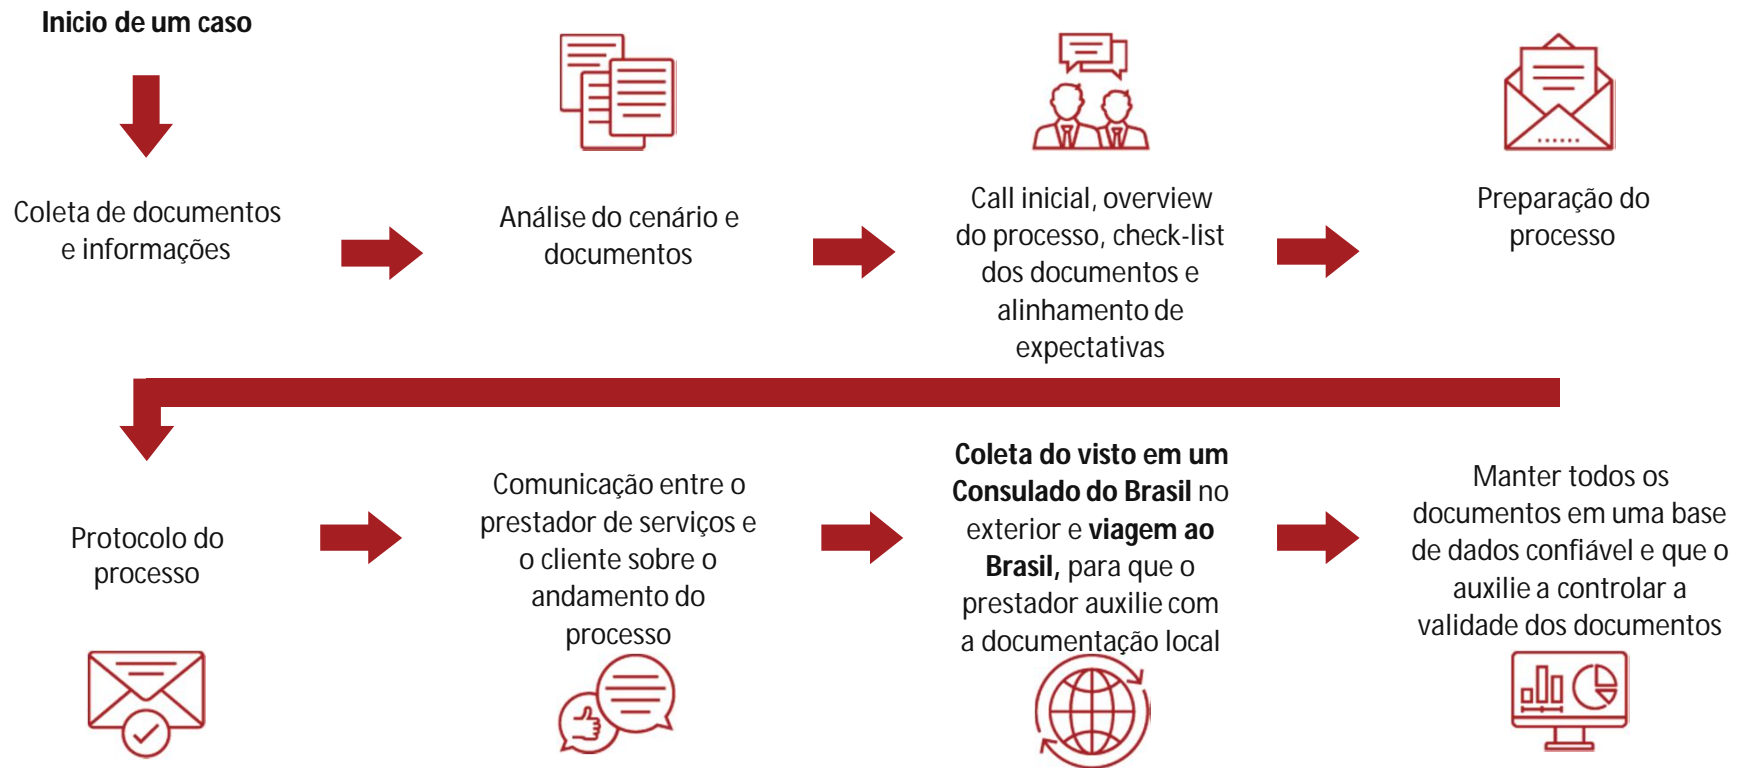 Inicio de um caso
Coleta de documentos
e informações
Análise do cenário e
documentos
Call inicial, overview
do processo, check-list
dos documentos e
alinhamento de
expectativas
Preparação do
processo
Protocolo do
processo
Comunicação entre o
prestador de serviços e
o cliente sobre o
andamento do
processo
Coleta do visto em um
Consulado do Brasil no
exterior e viagem ao
Brasil, para que o
prestador auxilie com
a documentação local
Manter todos os
documentos em uma base
de dados confiável e que o
auxilie a controlar a
validade dos documentos